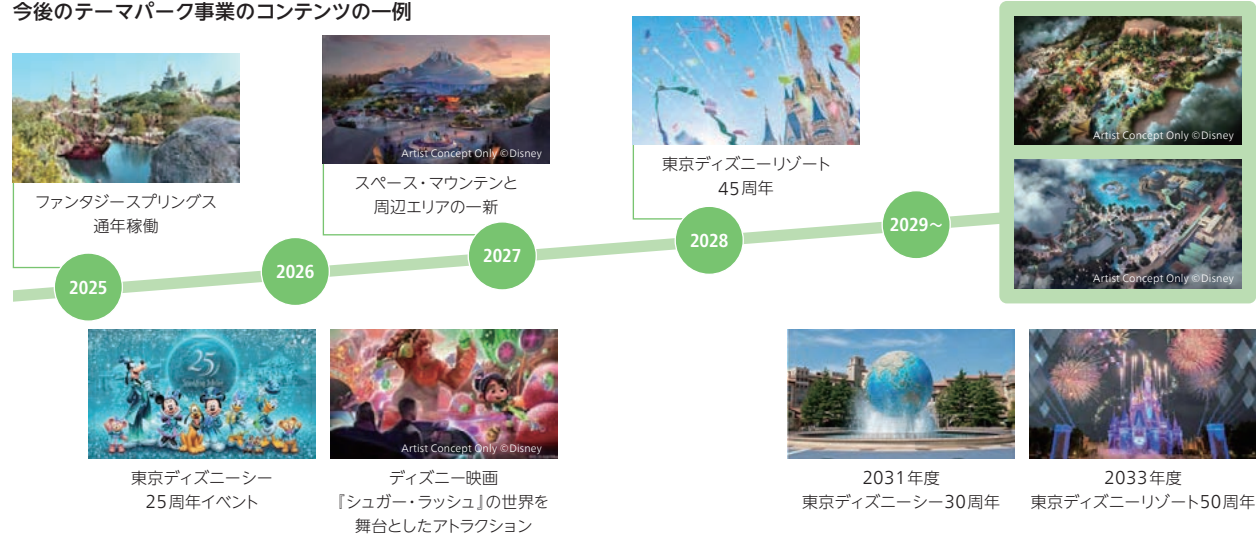 今後のテーマパーク事業のコンテンツの一例
Artist Concept Only ©Disney
Artist Concept Only ©Disney
ファンタジースプリングス
通年稼働
スペース・マウンテンと
周辺エリアの一新
東京ディズニーリゾート
45周年
2025
2026
2027
2028
2029〜
Artist Concept Only ©Disney
25
Artist Concept Only ©Disney
東京ディズニーシー
25周年イベント
ディズニー映画
『シュガー・ラッシュ』の世界を
舞台としたアトラクション
2031年度
東京ディズニーシー30周年
2033年度
東京ディズニーリゾート50周年